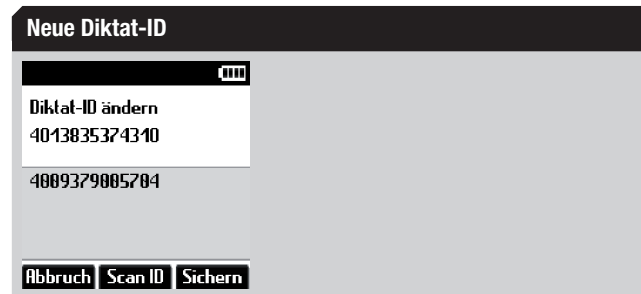 Neue Diktat-ID
Diktat-ID ändern
4013835374310
4009379005704
Abbruch Scan ID Sichern